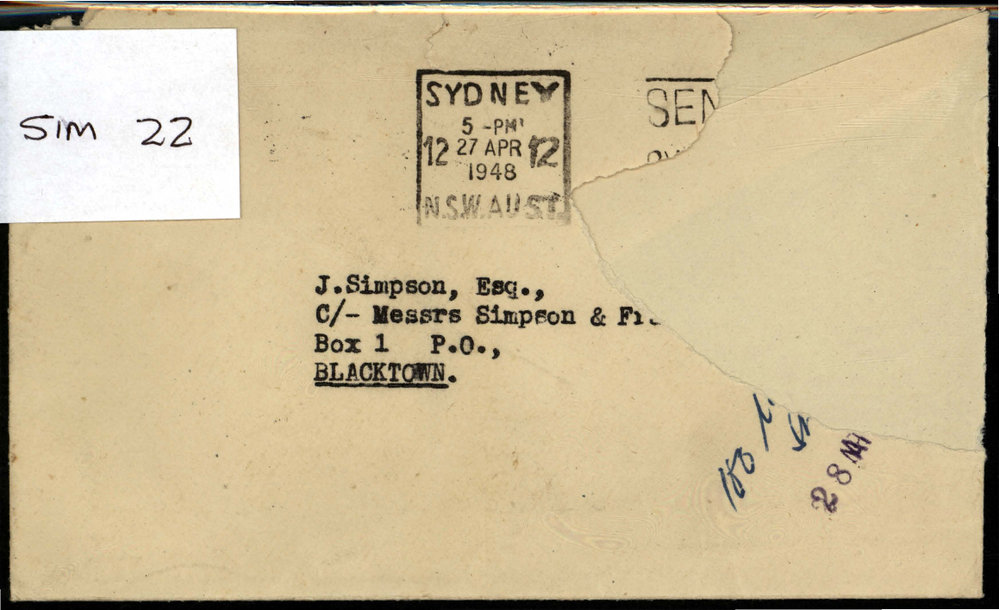 SIM 22
SYDNEY
5 -PM
12 27 APR 12
1948
N.S.W. AUST.
SEN
J.Simpson, Esq.,
C/- Messrs Simpson & Fr
Box 1 P.O.,
BLACKTOWN.
28